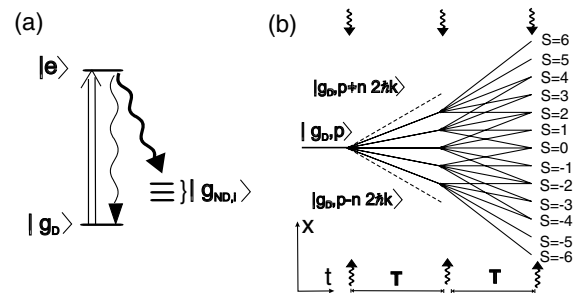 (a)
|e⟩
}| g_ND,i⟩
| g_D⟩
(b)
|g_D,p+n 2ħk⟩
| g_D,p⟩
|g_D,p-n 2ħk⟩
x
t
T
T
S=6
S=5
S=4
S=3
S=2
S=1
S=0
S=-1
S=-2
S=-3
S=-4
S=-5
S=-6